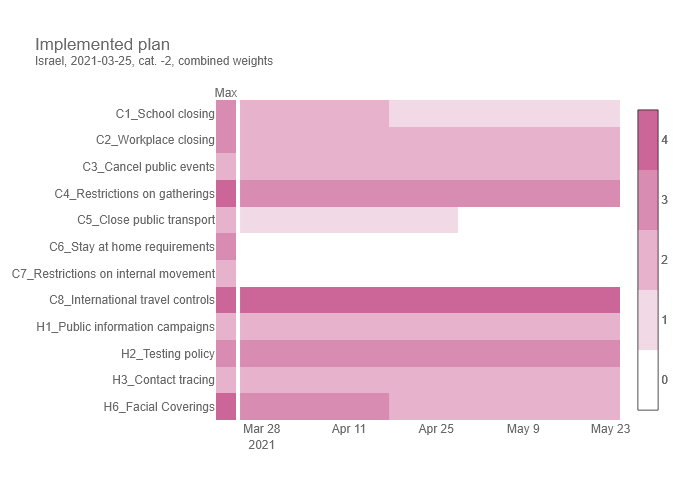 Implemented plan
Israel, 2021-03-25, cat. -2, combined weights
Max
C1_School closing
C2_Workplace closing
C3_Cancel public events
C4_Restrictions on gatherings
C5_Close public transport
C6_Stay at home requirements
C7_Restrictions on internal movement
C8_International travel controls
H1_Public information campaigns
H2_Testing policy
H3_Contact tracing
H6_Facial Coverings
Mar 28 Apr 11 Apr 25 May 9 May 23
2021
4
3
2
1
0